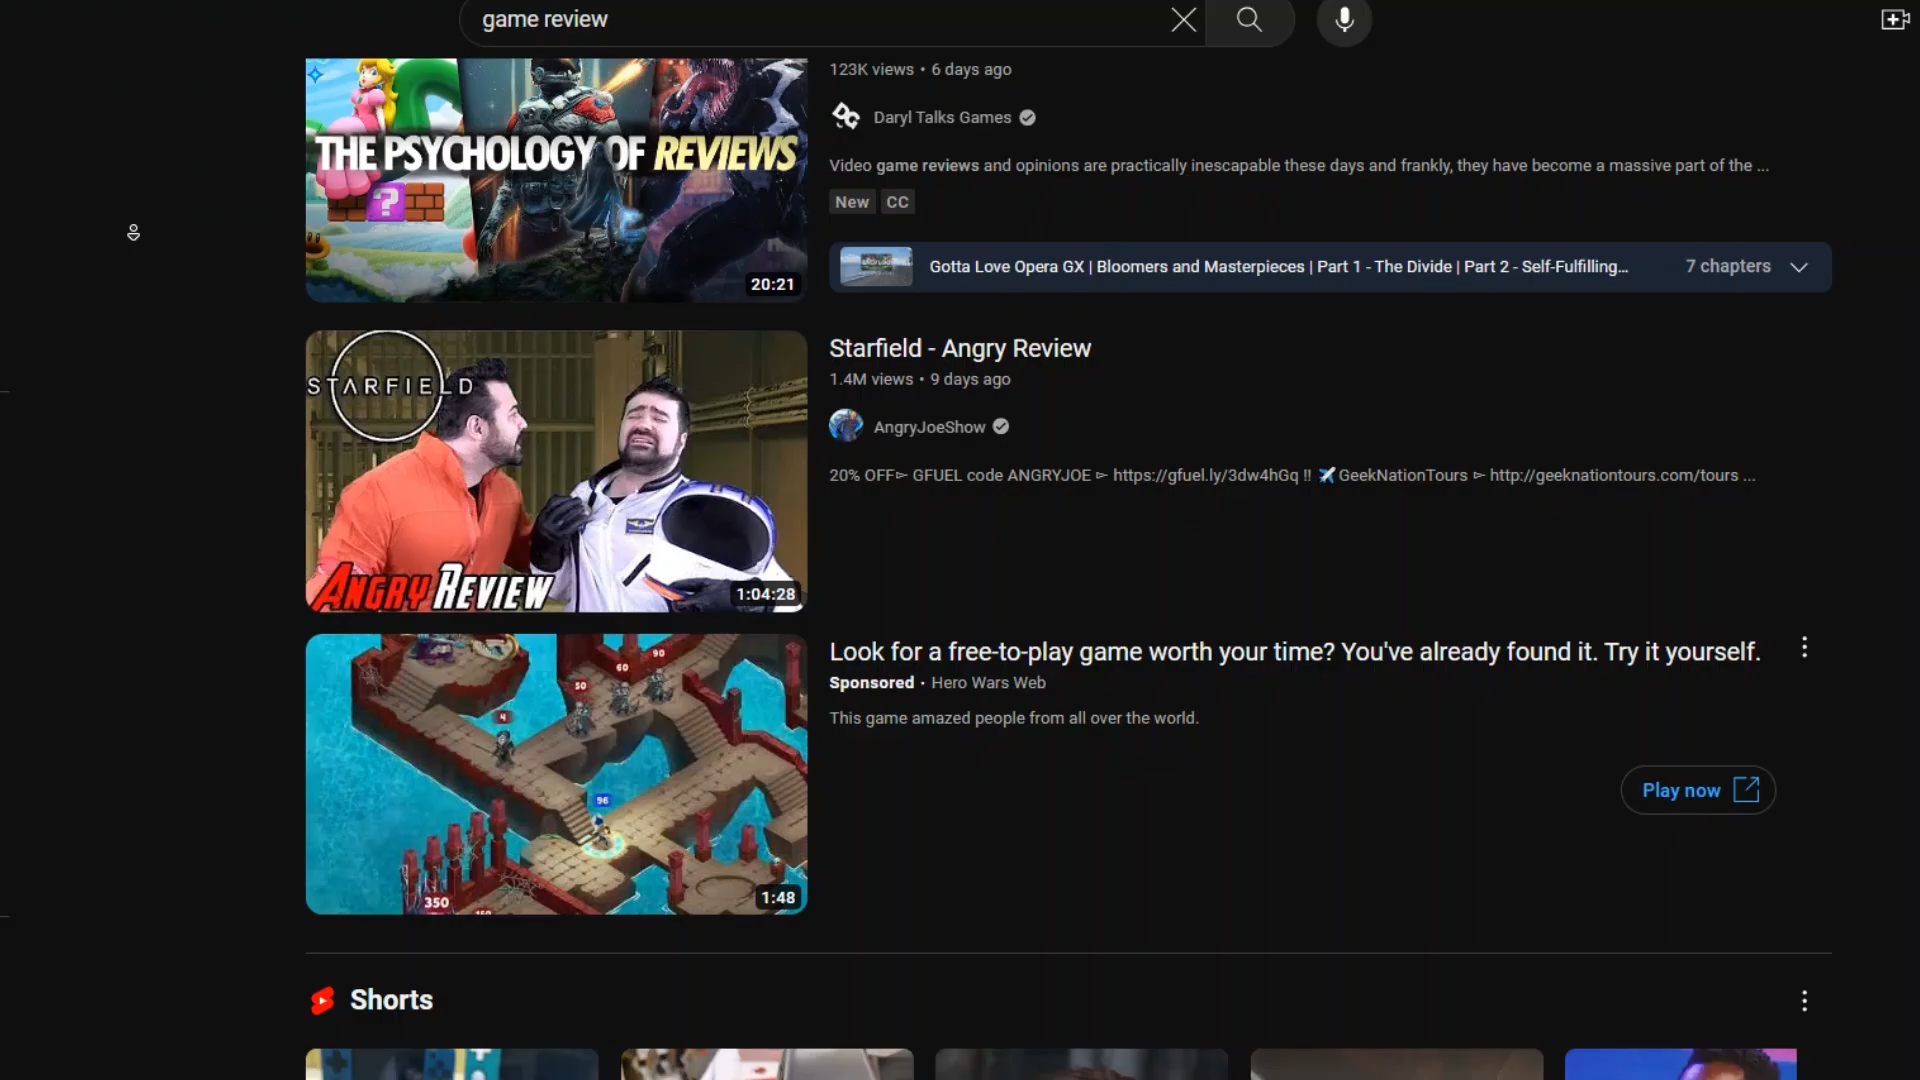 game review
123K views • 6 days ago
THE PSYCHOLOGY OF REVIEWS
Daryl Talks Games
Video game reviews and opinions are practically inescapable these days and frankly, they have become a massive part of the ...
?
New CC
20:21
Gotta Love Opera GX | Bloomers and Masterpieces | Part 1 - The Divide | Part 2 - Self-Fulfilling...
7 chapters
STARFIELD
Starfield - Angry Review
1.4M views • 9 days ago
AngryJoeShow
20% OFF► GFUEL code ANGRYJOE ► https://gfuel.ly/3dw4hGq !! ✈️ GeekNationTours ► http://geeknationtours.com/tours ...
ANGRY REVIEW
1:04:28
Look for a free-to-play game worth your time? You've already found it. Try it yourself.
Sponsored • Hero Wars Web
This game amazed people from all over the world.
90
60
50
4
96
350
1:48
Play now
Shorts